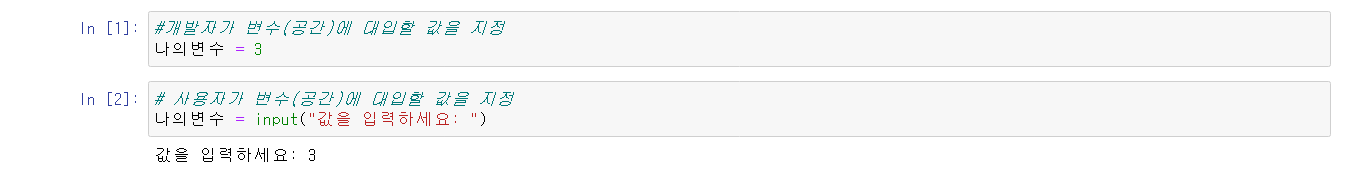 In [1]: #개발자가 변수(공간)에 대입할 값을 지정
나의변수 = 3
In [2]: # 사용자가 변수(공간)에 대입할 값을 지정
나의변수 = input("값을 입력하세요: ")
값을 입력하세요: 3